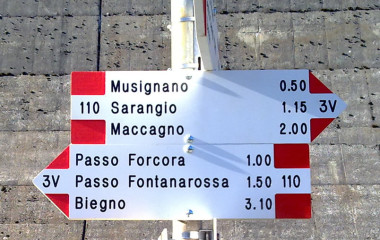 Musignano 0.50
110 Sarangio 1.15 3V
Maccagno 2.00
Passo Forcora 1.00
3V Passo Fontanarossa 1.50 110
Biegno 3.10